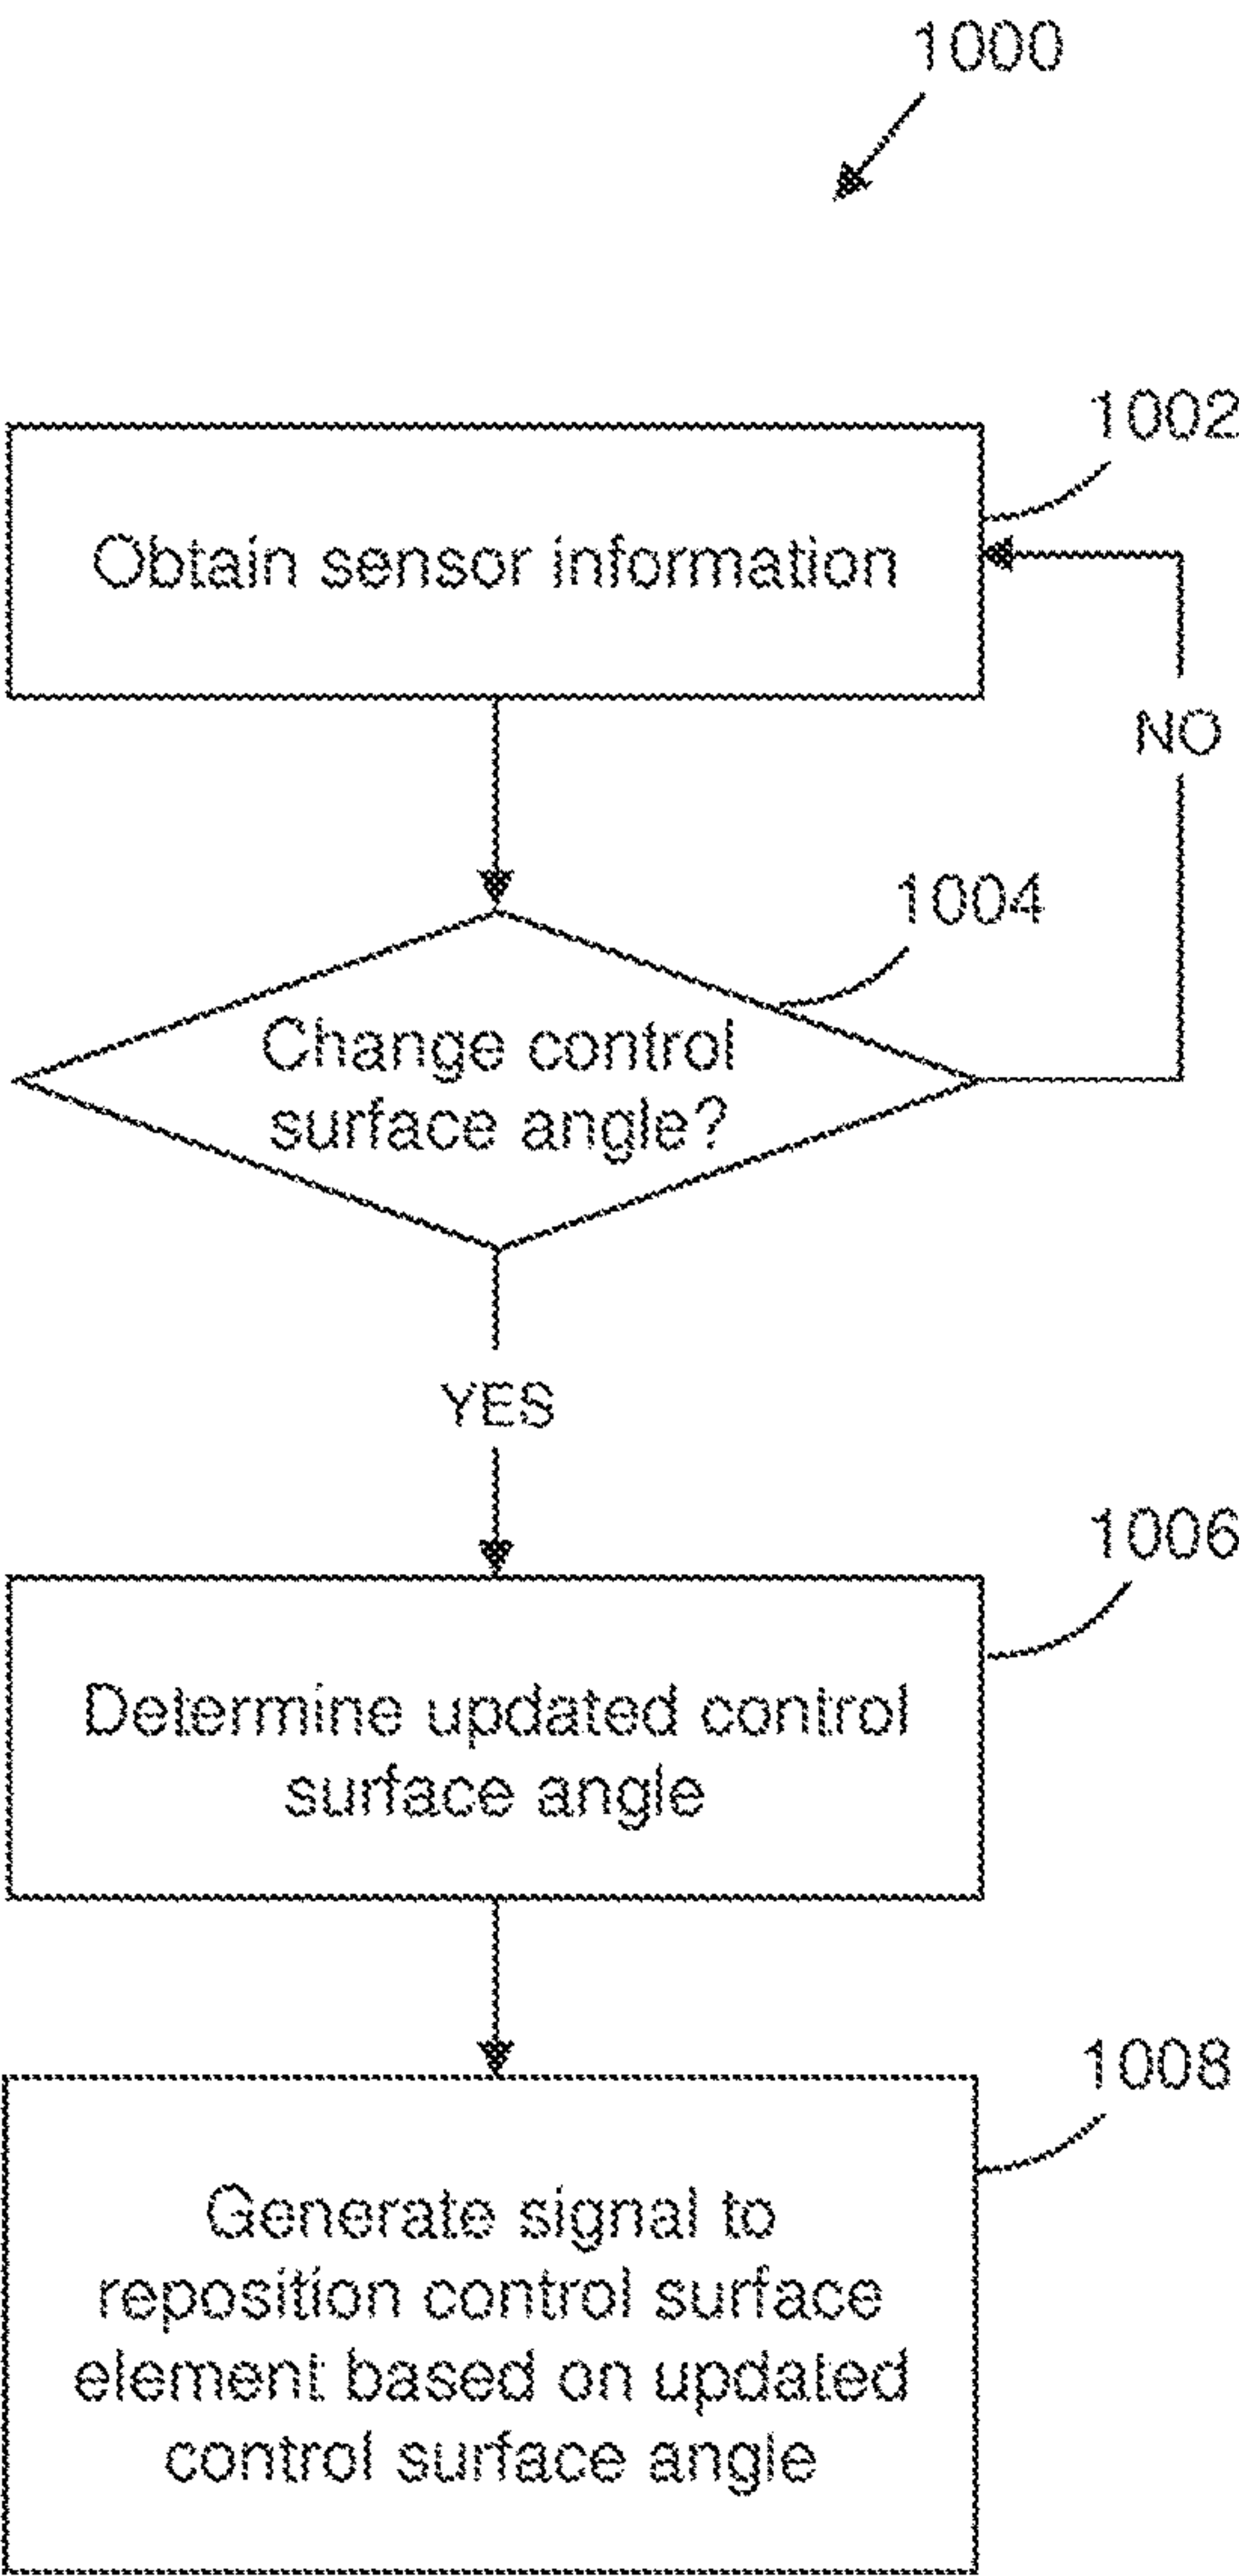 1000
1002
Obtain sensor information
NO
1004
Change control
surface angle?
YES
1006
Determine updated control
surface angle
1008
Generate signal to
reposition control surface
element based on updated
control surface angle